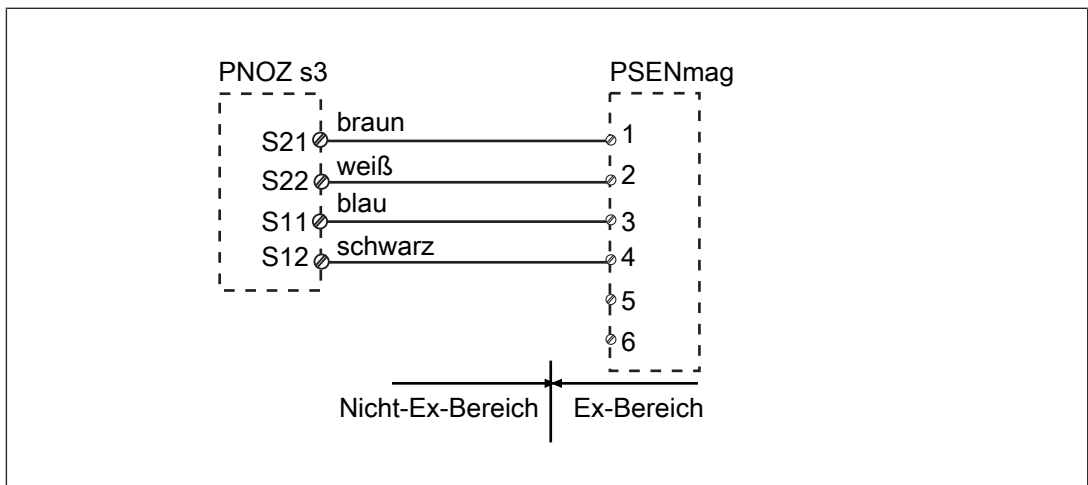 PNOZ s3 PSENmag
S21 braun 1
S22 weiß 2
S11 blau 3
S12 schwarz 4
5
6
Nicht-Ex-Bereich Ex-Bereich